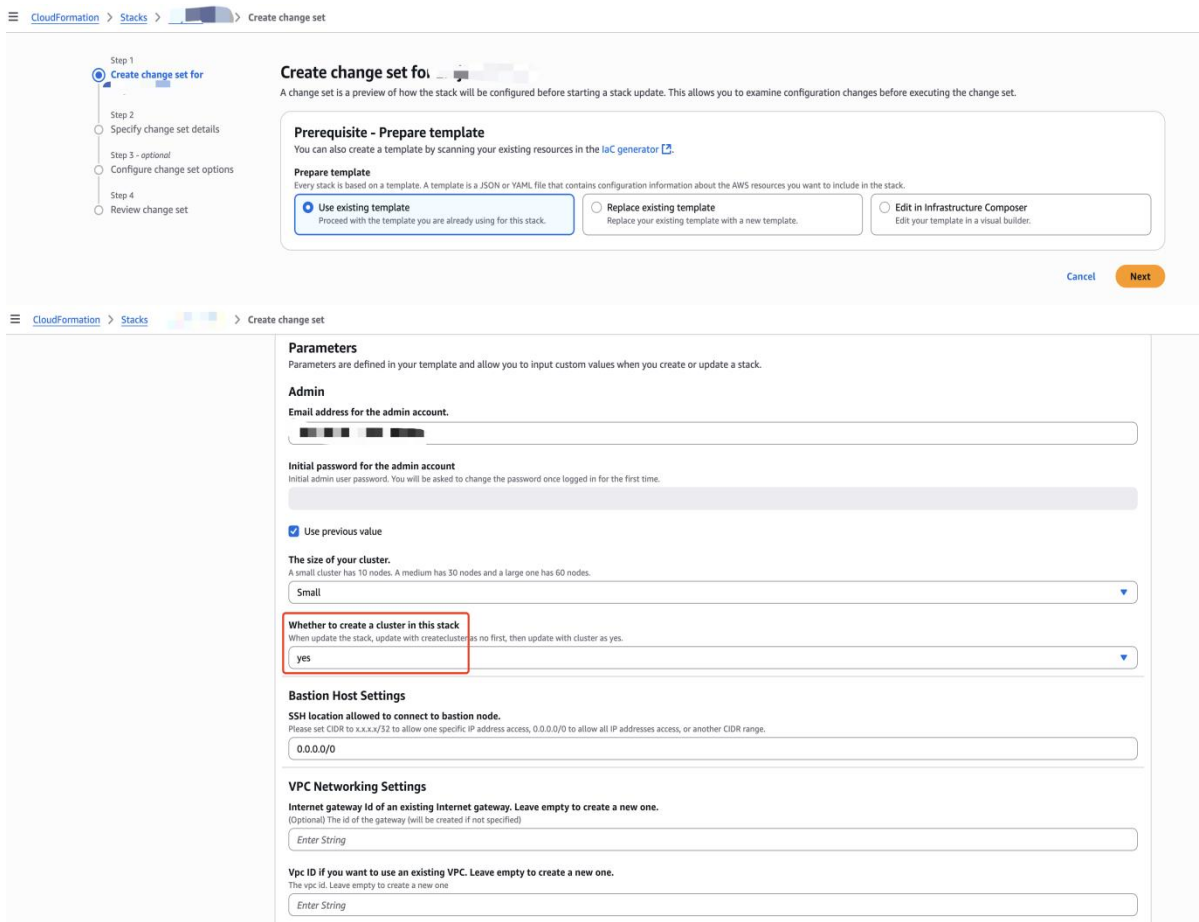 CloudFormation > Stacks > > Create change set
Step 1
Create change set for
Step 2
Specify change set details
Step 3 - optional
Configure change set options
Step 4
Review change set
Create change set for
A change set is a preview of how the stack will be configured before starting a stack update. This allows you to examine configuration changes before executing the change set.
Prerequisite - Prepare template
You can also create a template by scanning your existing resources in the IaC generator.
Prepare template
Every stack is based on a template. A template is a JSON or YAML file that contains configuration information about the AWS resources you want to include in the stack.
Use existing template
Proceed with the template you are already using for this stack.
Replace existing template
Replace your existing template with a new template.
Edit in Infrastructure Composer
Edit your template in a visual builder.
Cancel
Next
CloudFormation > Stacks > Create change set
Parameters
Parameters are defined in your template and allow you to input custom values when you create or update a stack.
Admin
Email address for the admin account.
Initial password for the admin account
Initial admin user password. You will be asked to change the password once logged in for the first time.
Use previous value
The size of your cluster.
A small cluster has 10 nodes. A medium has 30 nodes and a large one has 60 nodes.
Small
Whether to create a cluster in this stack
When update the stack, update with createcluster as no first, then update with cluster as yes.
yes
Bastion Host Settings
SSH location allowed to connect to bastion node.
Please set CIDR to x.x.x.x/32 to allow one specific IP address access, 0.0.0.0/0 to allow all IP addresses access, or another CIDR range.
0.0.0.0/0
VPC Networking Settings
Internet gateway Id of an existing Internet gateway. Leave empty to create a new one.
(Optional) The id of the gateway (will be created if not specified)
Enter String
Vpc ID if you want to use an existing VPC. Leave empty to create a new one.
The vpc id. Leave empty to create a new one
Enter String